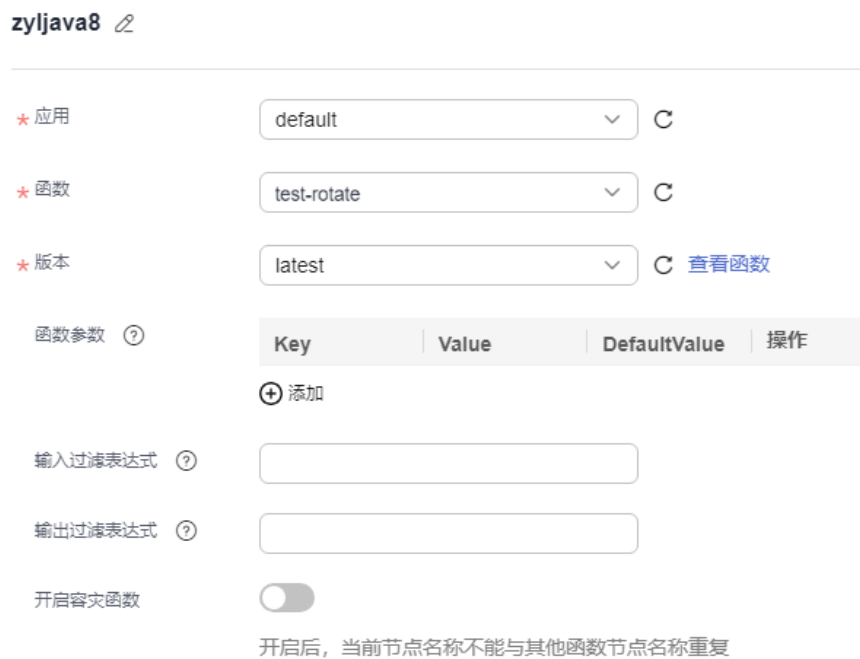 zyljava8
* 应用 default
* 函数 test-rotate
* 版本 latest 查看函数
函数参数 ? Key Value DefaultValue 操作
添加
输入过滤表达式 ?
输出过滤表达式 ?
开启容灾函数
开启后，当前节点名称不能与其他函数节点名称重复